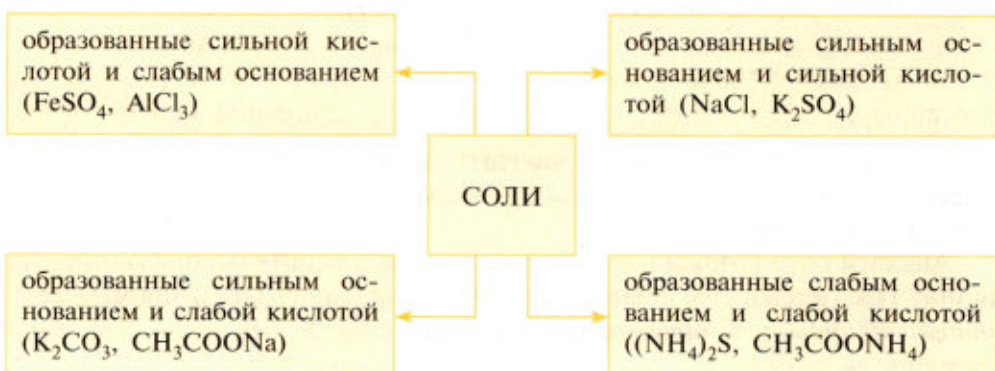 образованные сильной кис-
лотой и слабым основанием
(FeSO₄, AlCl₃)
образованные сильным ос-
нованием и сильной кисло-
той (NaCl, K₂SO₄)
СОЛИ
образованные сильным ос-
нованием и слабой кислотой
(K₂CO₃, CH₃COONa)
образованные слабым осно-
ванием и слабой кислотой
((NH₄)₂S, CH₃COONH₄)